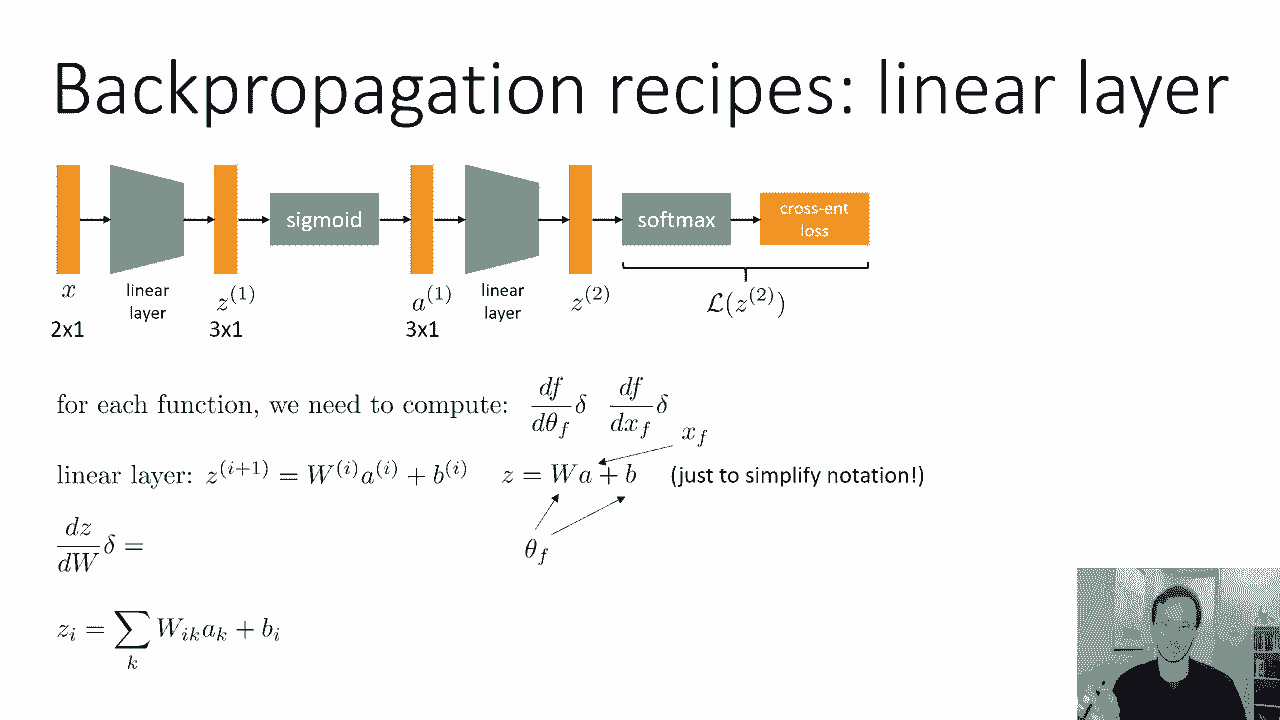 Backpropagation recipes: linear layer
sigmoid
softmax
cross-ent
loss
x
linear
layer
z^{(1)}
a^{(1)}
linear
layer
z^{(2)}
\mathcal{L}(z^{(2)})
2x1
3x1
3x1
for each function, we need to compute: \frac{df}{d\theta_f}\delta \frac{df}{dx_f}\delta
x_f
linear layer: z^{(i+1)} = W^{(i)}a^{(i)} + b^{(i)} z = Wa + b (just to simplify notation!)
\frac{dz}{dW}\delta =
\theta_f
z_i = \sum_k W_{ik}a_k + b_i